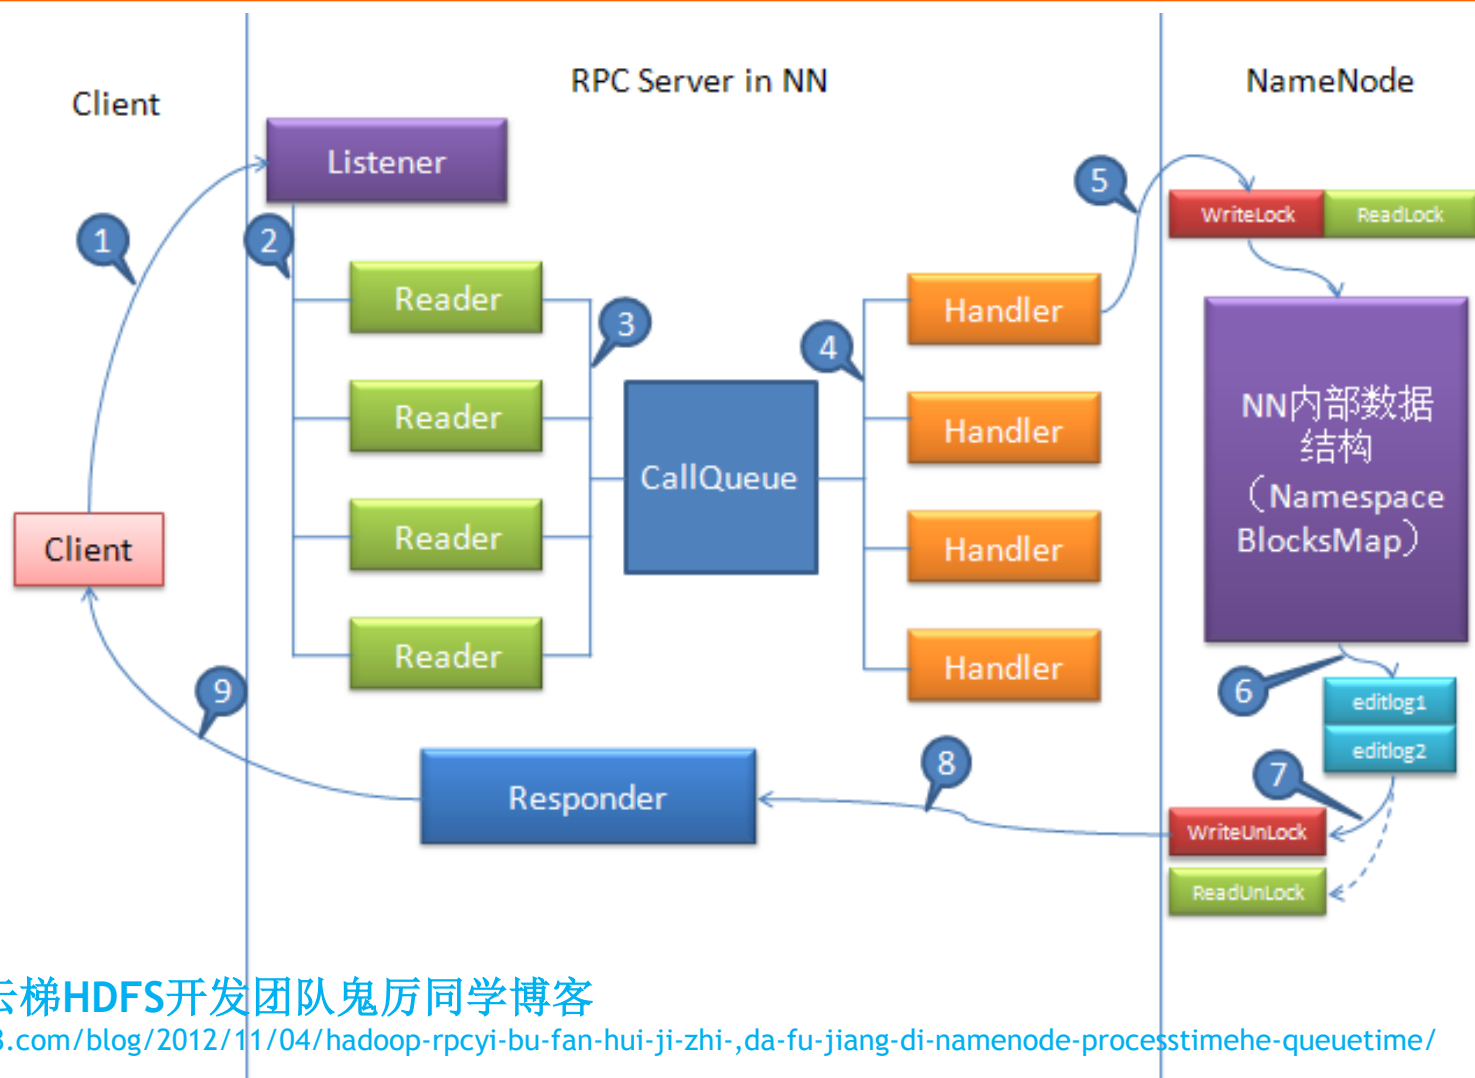 Client
RPC Server in NN
NameNode
Listener
1
2
Reader
Reader
Reader
Reader
3
CallQueue
4
Handler
Handler
Handler
Handler
5
WriteLock
ReadLock
NN内部数据
结构
（Namespace
BlocksMap）
6
editlog1
editlog2
7
WriteUnLock
ReadUnLock
8
Responder
9
Client
云梯HDFS开发团队鬼厉同学博客
.com/blog/2012/11/04/hadoop-rpcyi-bu-fan-hui-ji-zhi-,da-fu-jiang-di-namenode-processtimehe-queuetime/